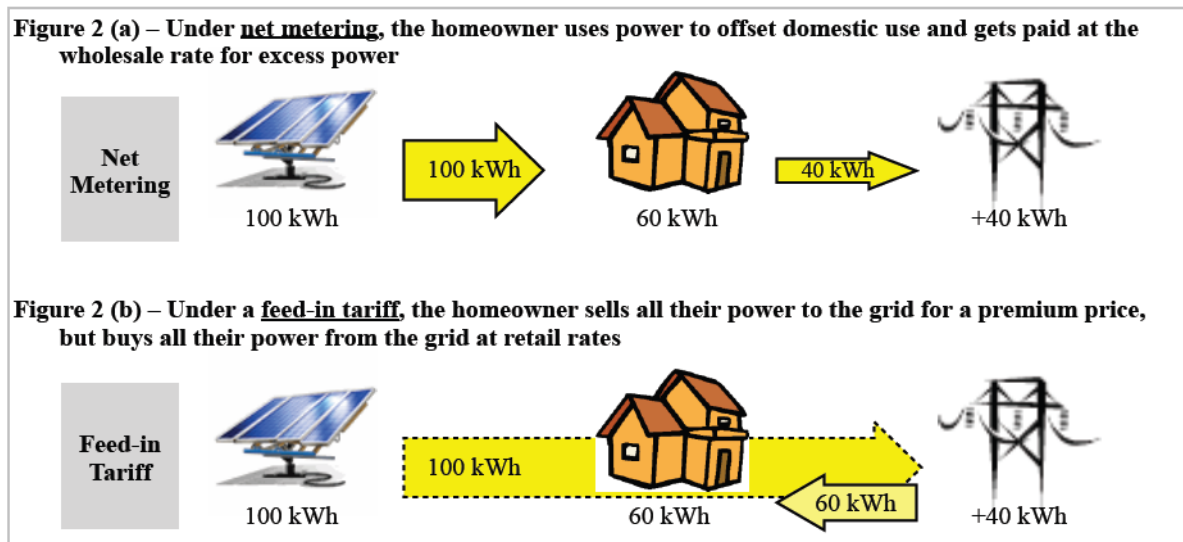 Figure 2 (a) – Under net metering, the homeowner uses power to offset domestic use and gets paid at the
wholesale rate for excess power
Net
Metering
100 kWh
100 kWh
60 kWh
40 kWh
+40 kWh
Figure 2 (b) – Under a feed-in tariff, the homeowner sells all their power to the grid for a premium price,
but buys all their power from the grid at retail rates
Feed-in
Tariff
100 kWh
100 kWh
60 kWh
60 kWh
+40 kWh